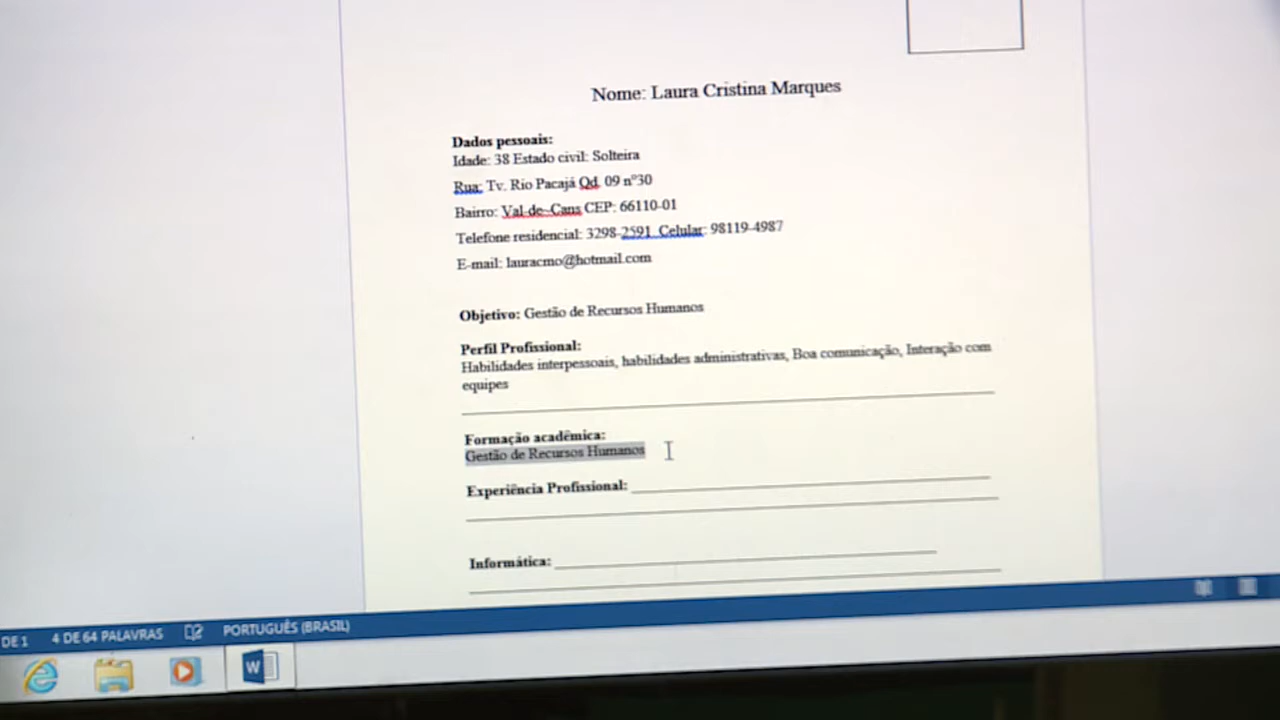 Nome: Laura Cristina Marques
Dados pessoais:
Idade: 38 Estado civil: Solteira
Rua: Tv. Rio Pacajá Qd. 09 n°30
Bairro: Val-de-Cans CEP: 66110-01
Telefone residencial: 3298-2591 Celular: 98119-4987
E-mail: lauracmo@hotmail.com
Objetivo: Gestão de Recursos Humanos
Perfil Profissional:
Habilidades interpessoais, habilidades administrativas, Boa comunicação, Interação com
equipes
Formação acadêmica:
Gestão de Recursos Humanos
Experiência Profissional:
Informática:
DE 1 4 DE 64 PALAVRAS PORTUGUÊS (BRASIL)
W